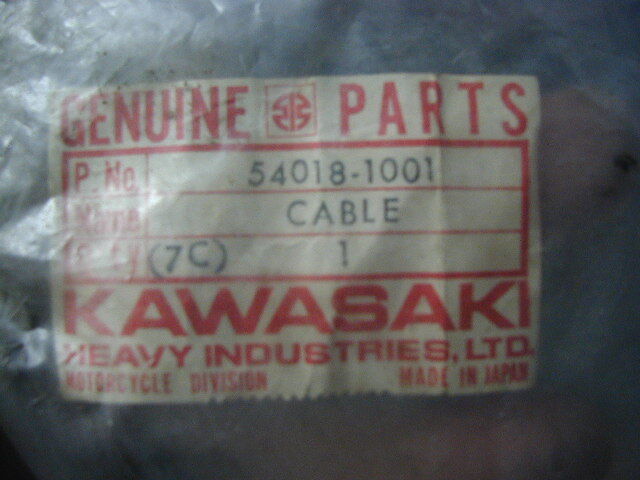 GENUINE PARTS
P. No. 54018-1001
Name CABLE
(7C) 1
KAWASAKI
HEAVY INDUSTRIES, LTD.
MOTORCYCLE DIVISION MADE IN JAPAN